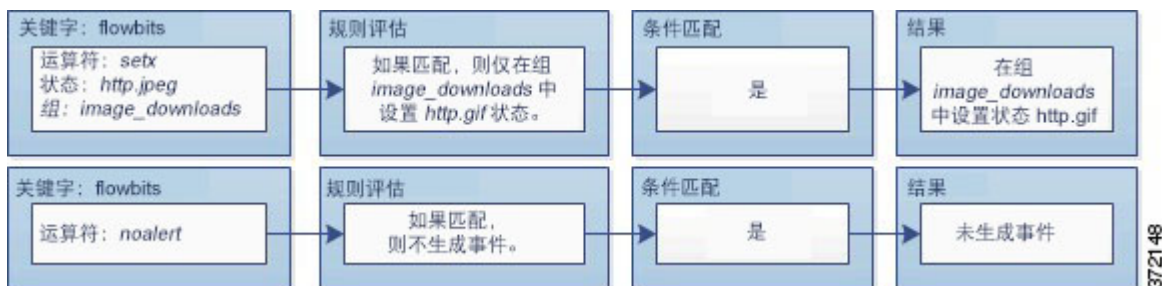 关键字：flowbits
运算符：setx
状态：http.jpeg
组：image_downloads
规则评估
如果匹配，则仅在组
image_downloads 中
设置 http.gif 状态。
条件匹配
是
结果
在组
image_downloads
中设置状态 http.gif
关键字：flowbits
运算符：noalert
规则评估
如果匹配，
则不生成事件。
条件匹配
是
结果
未生成事件
372148